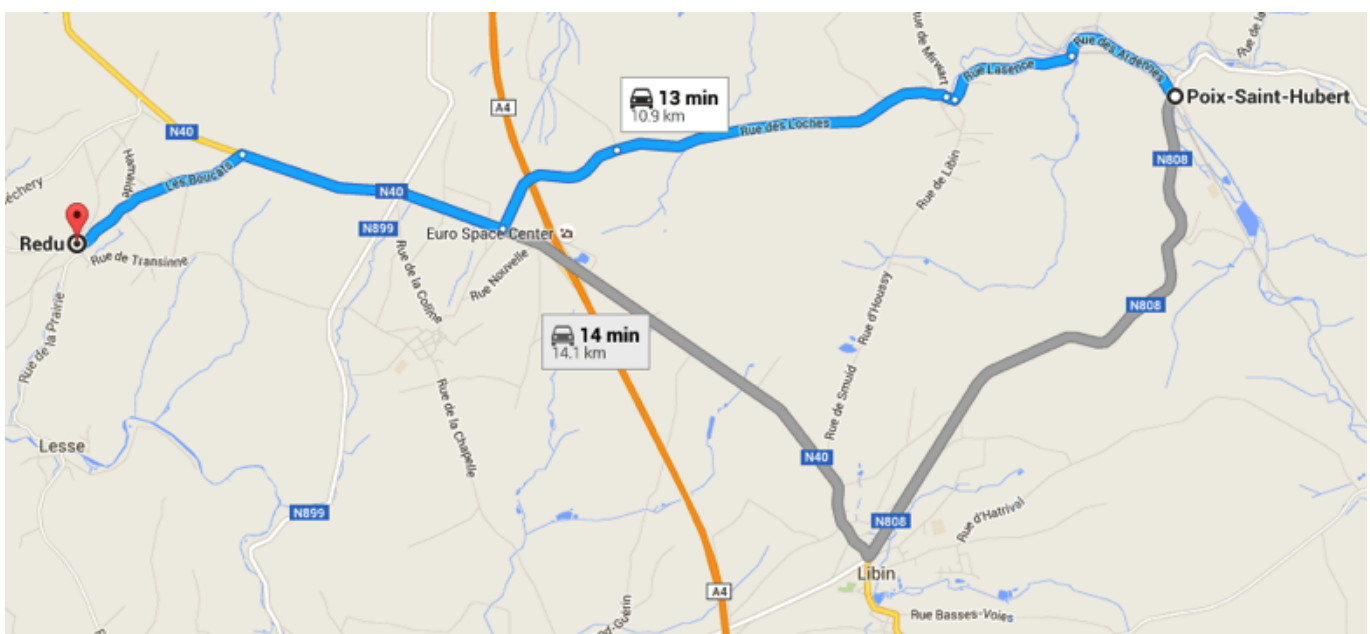 A4
Rue de Mirwart
Rue Lasence
Rue des Ardennes
Rue de la
13 min
10.9 km
Poix-Saint-Hubert
N40
Rue des Loches
Hamaide
Les Boucats
N40
N808
échery
Rue de Libin
Redu
N899
Euro Space Center
Rue de Transinne
Rue de la Colline
Rue Nouvelle
Rue de la Prairie
Rue d'Houssy
N808
14 min
14.1 km
Rue de Smuid
Rue de la Chapelle
Lesse
N40
N899
N808
Rue d'Hatrival
Libin
A4
Rue Basses-Voies